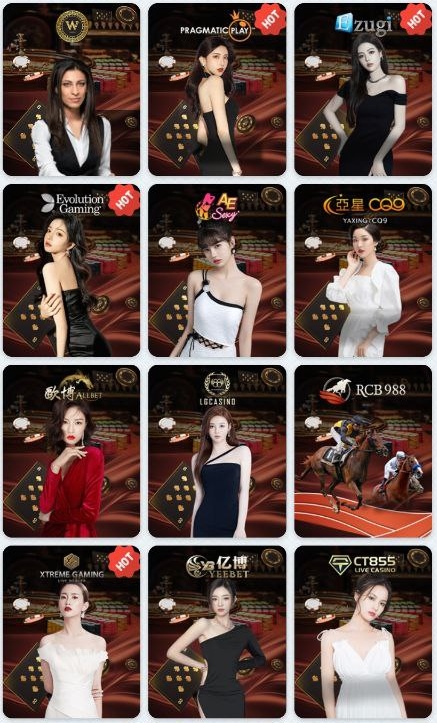 W
PRAGMATIC PLAY
HOT
Ezugi
HOT
Evolution
Gaming
HOT
AE
Sexy
亞星 CQ9
YAXING?CQ9
歐博 ALLBET
LGCASINO
RCB988
XTREME GAMING
HOT
亿博
YB YEEBET
CT855
LIVE CASINO